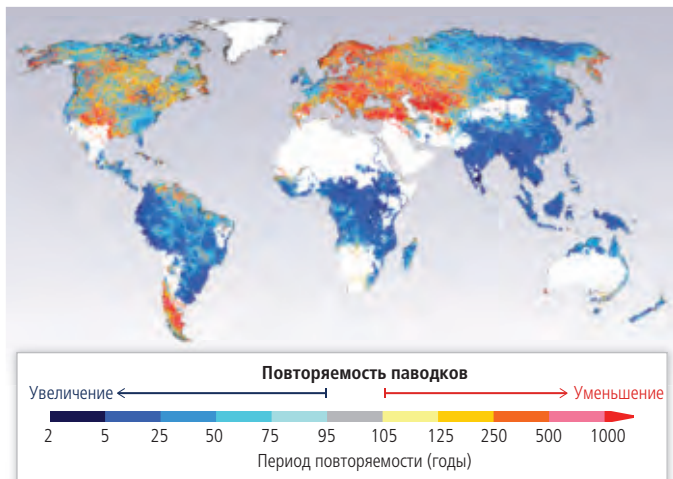 Повторяемость паводков
Увеличение Уменьшение
2 5 25 50 75 95 105 125 250 500 1000
Период повторяемости (годы)